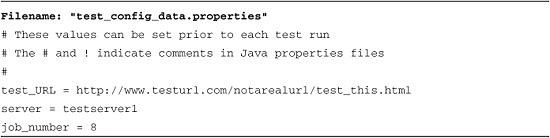 Filename: "test_config_data.properties"
# These values can be set prior to each test run
# The # and ! indicate comments in Java properties files
#
test_URL = http://www.testurl.com/notarealurl/test_this.html
server = testserver1
job_number = 8